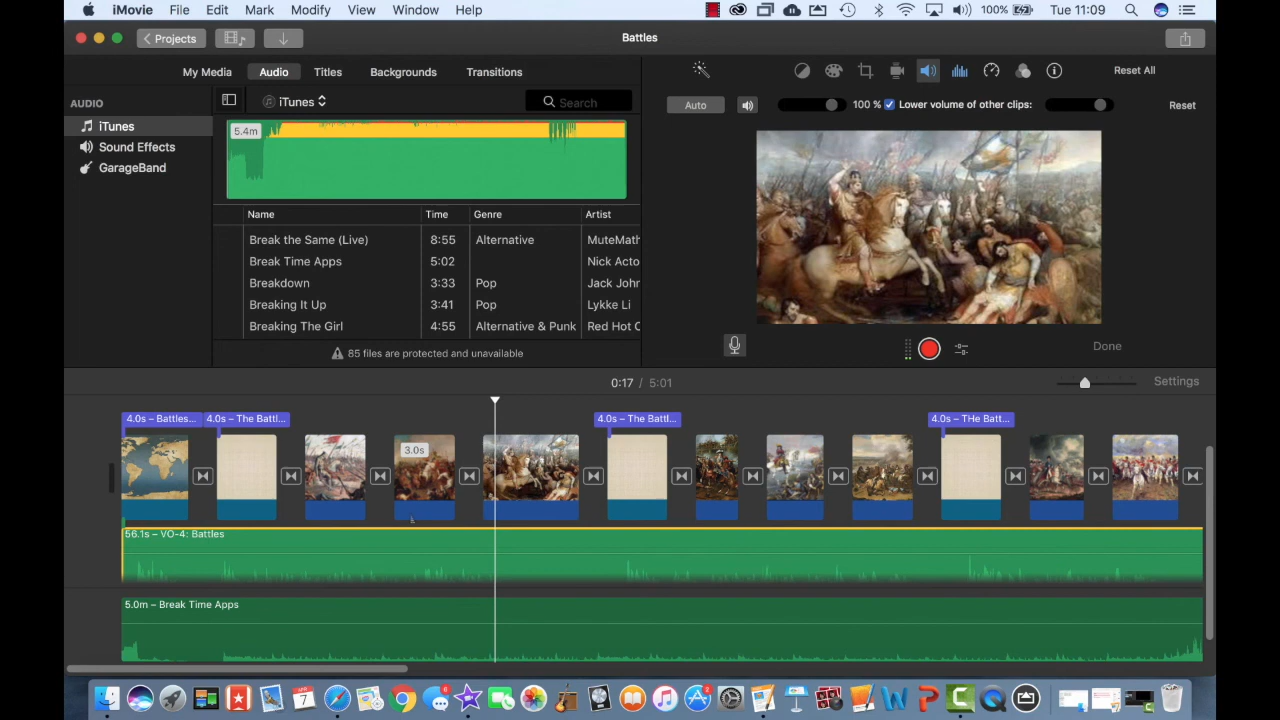 iMovie File Edit Mark Modify View Window Help 100% Tue 11:09
Projects Battles
My Media Audio Titles Backgrounds Transitions Reset All
AUDIO iTunes Search Auto 100 % Lower volume of other clips: Reset
iTunes
Sound Effects
GarageBand
5.4m
Name Time Genre Artist
Break the Same (Live) 8:55 Alternative MuteMath
Break Time Apps 5:02 Nick Acto
Breakdown 3:33 Pop Jack John
Breaking It Up 3:41 Pop Lykke Li
Breaking The Girl 4:55 Alternative & Punk Red Hot C
85 files are protected and unavailable Done
0:17 / 5:01 Settings
4.0s – Battles... 4.0s – The Battl... 4.0s – The Battl... 4.0s – THe Batt...
3.0s
56.1s – VO-4: Battles
5.0m – Break Time Apps